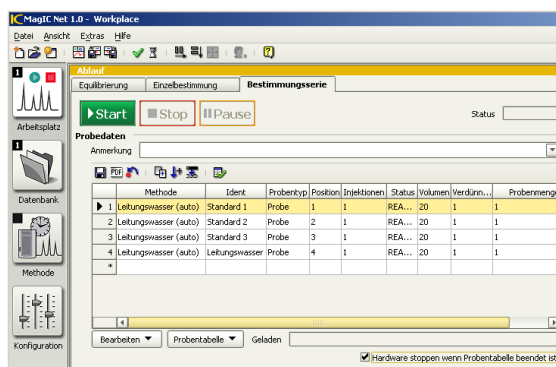 MagIC Net 1.0 - Workplace
Datei Ansicht Extras Hilfe
Ablauf
Equilibrierung Einzelbestimmung Bestimmungsserie
Start Stop Pause Status
Probedaten
Anmerkung
PDF
Methode Ident Probentyp Position Injektionen Status Volumen Verdünn... Probenmenge
1 Leitungswasser (auto) Standard 1 Probe 1 1 REA... 20 1 1
2 Leitungswasser (auto) Standard 2 Probe 2 1 REA... 20 1 1
3 Leitungswasser (auto) Standard 3 Probe 3 1 REA... 20 1 1
4 Leitungswasser (auto) Leitungswasser Probe 4 1 REA... 20 1 1
*
Bearbeiten Probentabelle Geladen
Hardware stoppen wenn Probentabelle beendet ist
1
Arbeitsplatz
1
Datenbank
Methode
Konfiguration